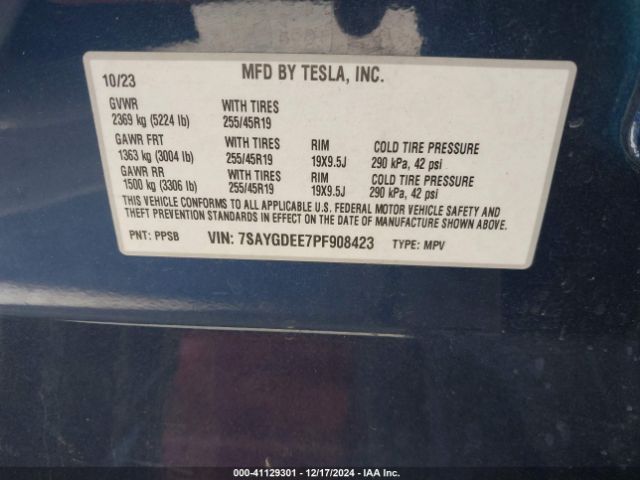 MFD BY TESLA, INC.
10/23
GVWR WITH TIRES
2369 kg (5224 lb) 255/45R19
GAWR FRT WITH TIRES RIM COLD TIRE PRESSURE
1363 kg (3004 lb) 255/45R19 19X9.5J 290 kPa, 42 psi
GAWR RR WITH TIRES RIM COLD TIRE PRESSURE
1500 kg (3306 lb) 255/45R19 19X9.5J 290 kPa, 42 psi
THIS VEHICLE CONFORMS TO ALL APPLICABLE U.S. FEDERAL MOTOR VEHICLE SAFETY AND
THEFT PREVENTION STANDARDS IN EFFECT ON THE DATE OF MANUFACTURE SHOWN ABOVE.
PNT: PPSB VIN: 7SAYGDEE7PF908423 TYPE: MPV
© - 41129301 - 12/17/2024 - IAA Inc.